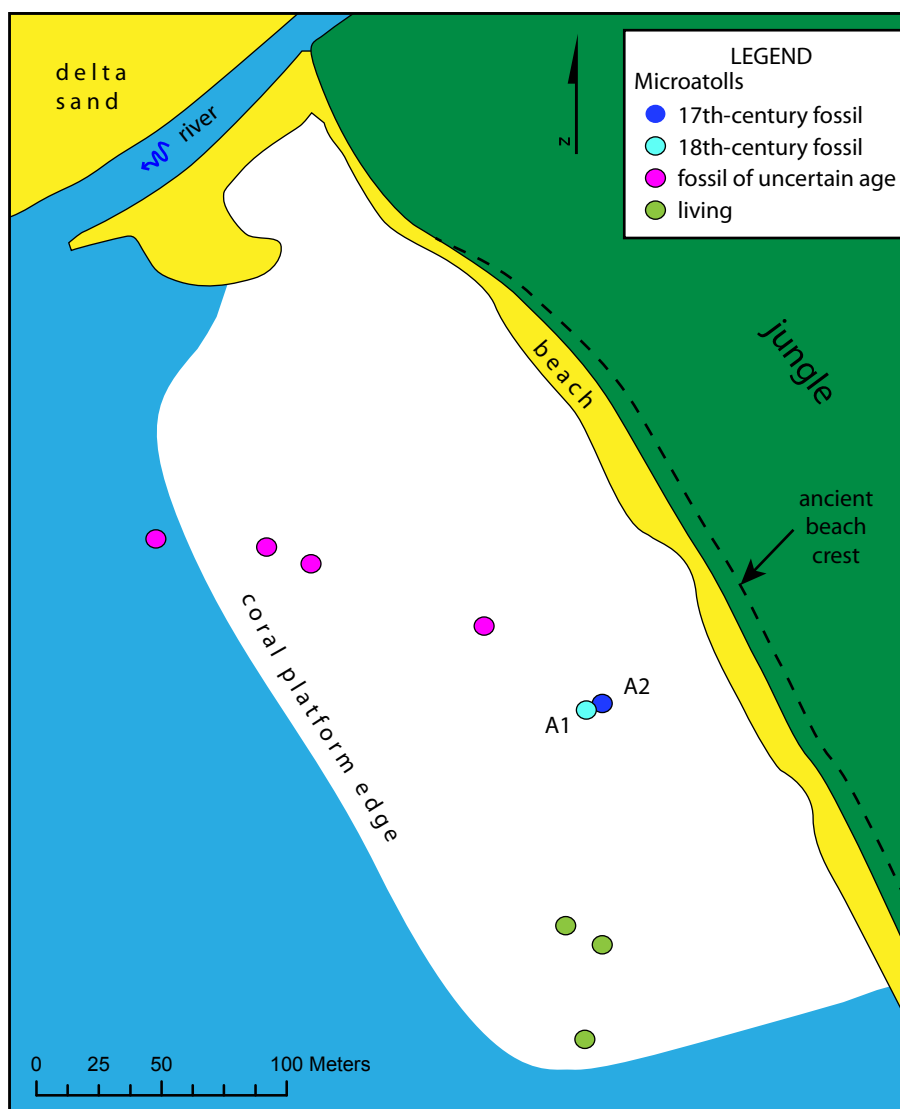 delta
sand
river
N
LEGEND
Microatolls
17th-century fossil
18th-century fossil
fossil of uncertain age
living
jungle
beach
ancient
beach
crest
coral platform edge
A2
A1
0 25 50 100 Meters